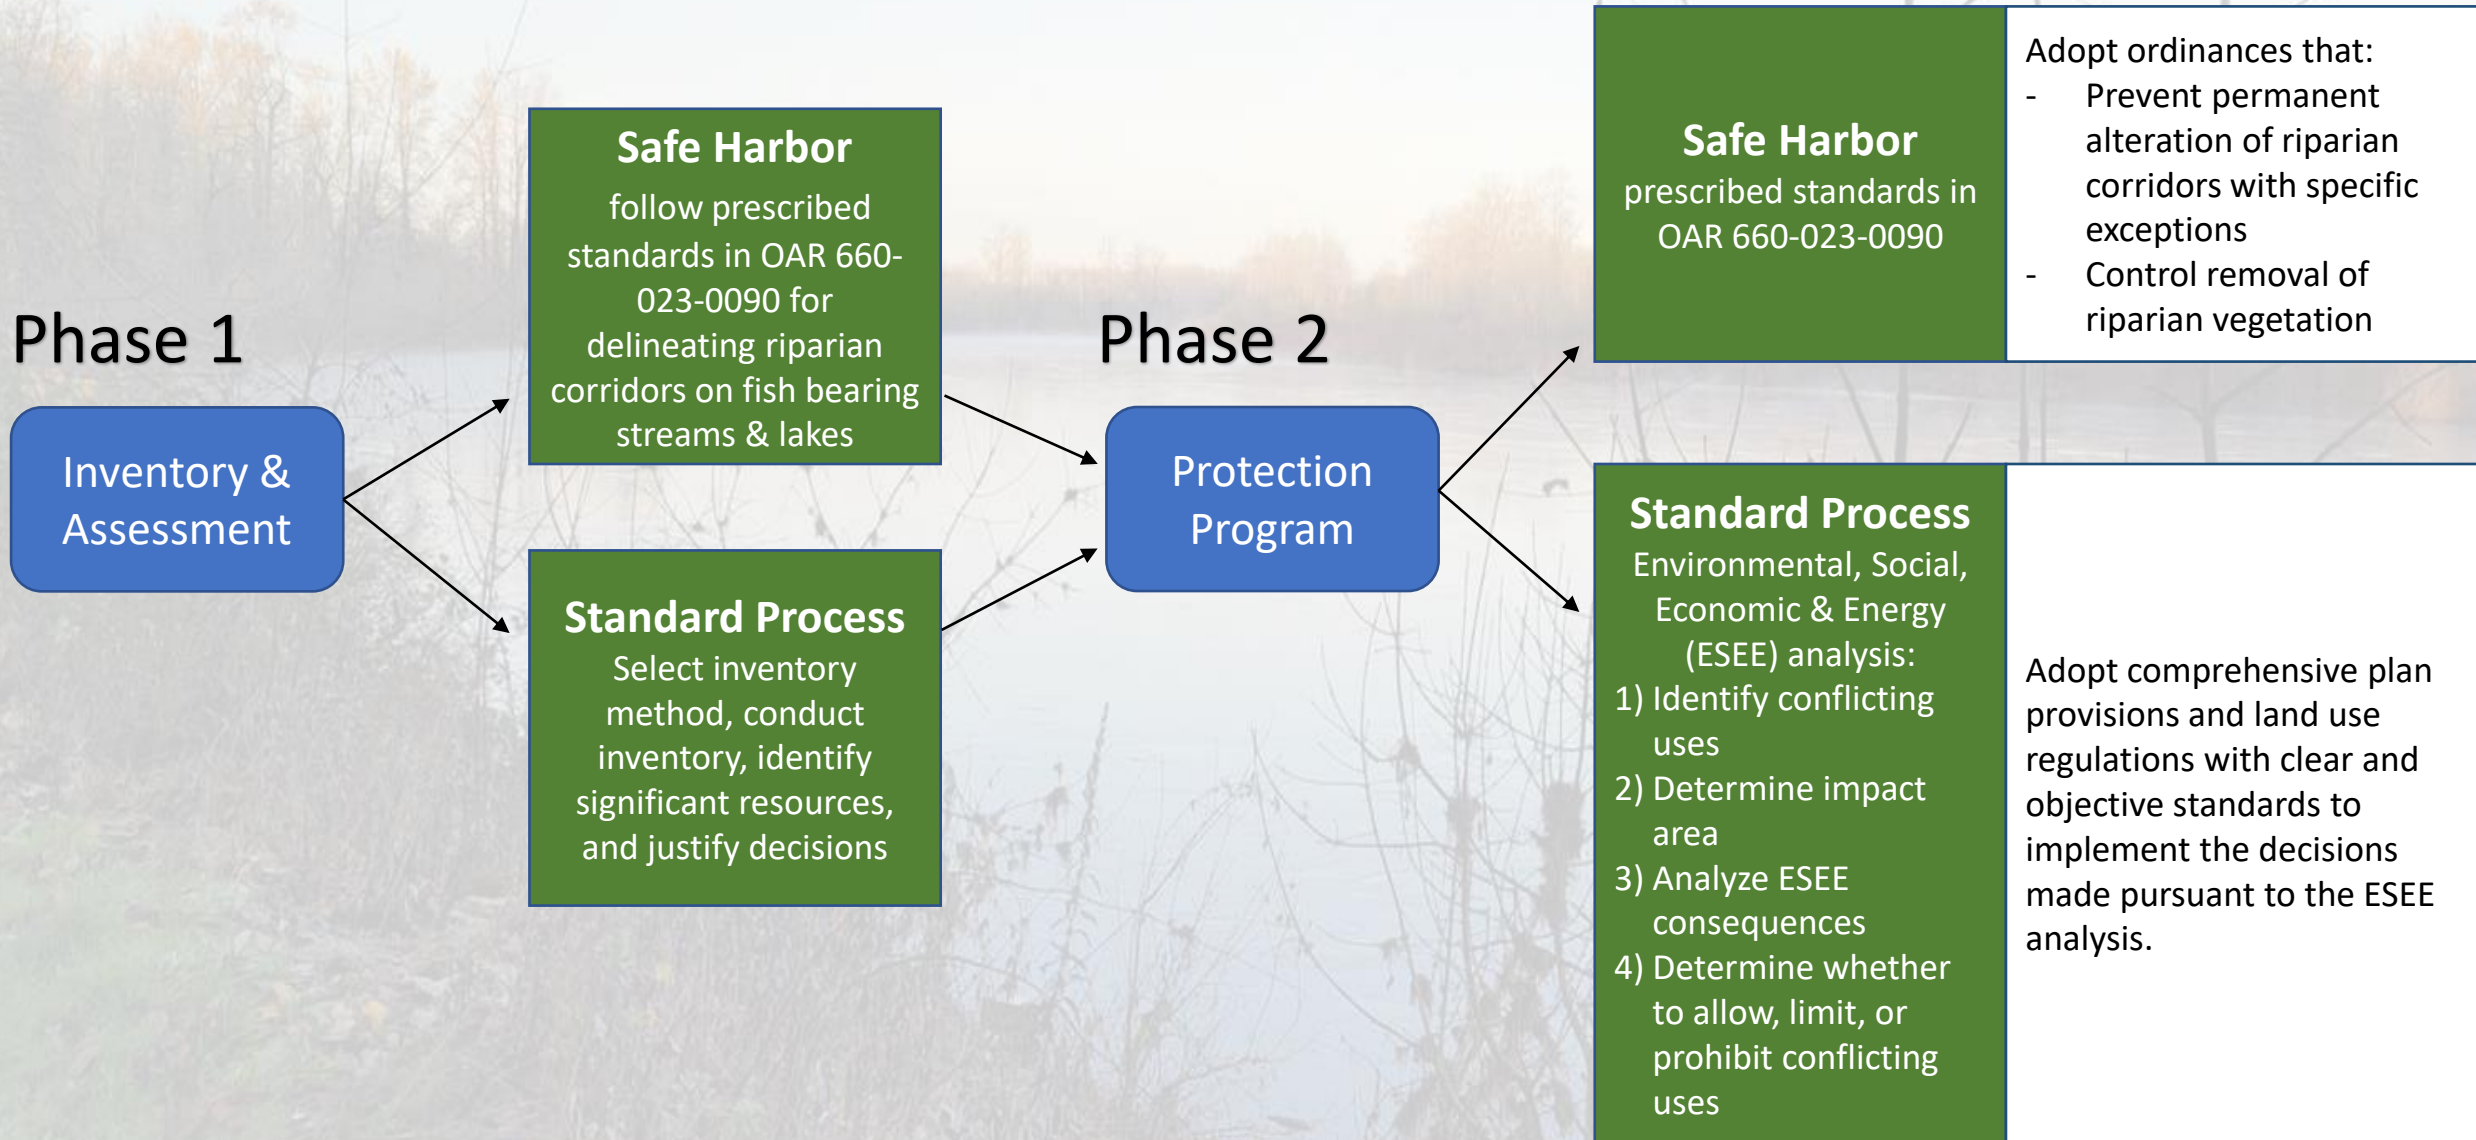 Phase 1
Inventory &
Assessment
Safe Harbor
follow prescribed
standards in OAR 660-
023-0090 for
delineating riparian
corridors on fish bearing
streams & lakes
Standard Process
Select inventory
method, conduct
inventory, identify
significant resources,
and justify decisions
Phase 2
Protection
Program
Safe Harbor
prescribed standards in
OAR 660-023-0090
Adopt ordinances that:
- Prevent permanent
alteration of riparian
corridors with specific
exceptions
- Control removal of
riparian vegetation
Standard Process
Environmental, Social,
Economic & Energy
(ESEE) analysis:
1) Identify conflicting
uses
2) Determine impact
area
3) Analyze ESEE
consequences
4) Determine whether
to allow, limit, or
prohibit conflicting
uses
Adopt comprehensive plan
provisions and land use
regulations with clear and
objective standards to
implement the decisions
made pursuant to the ESEE
analysis.